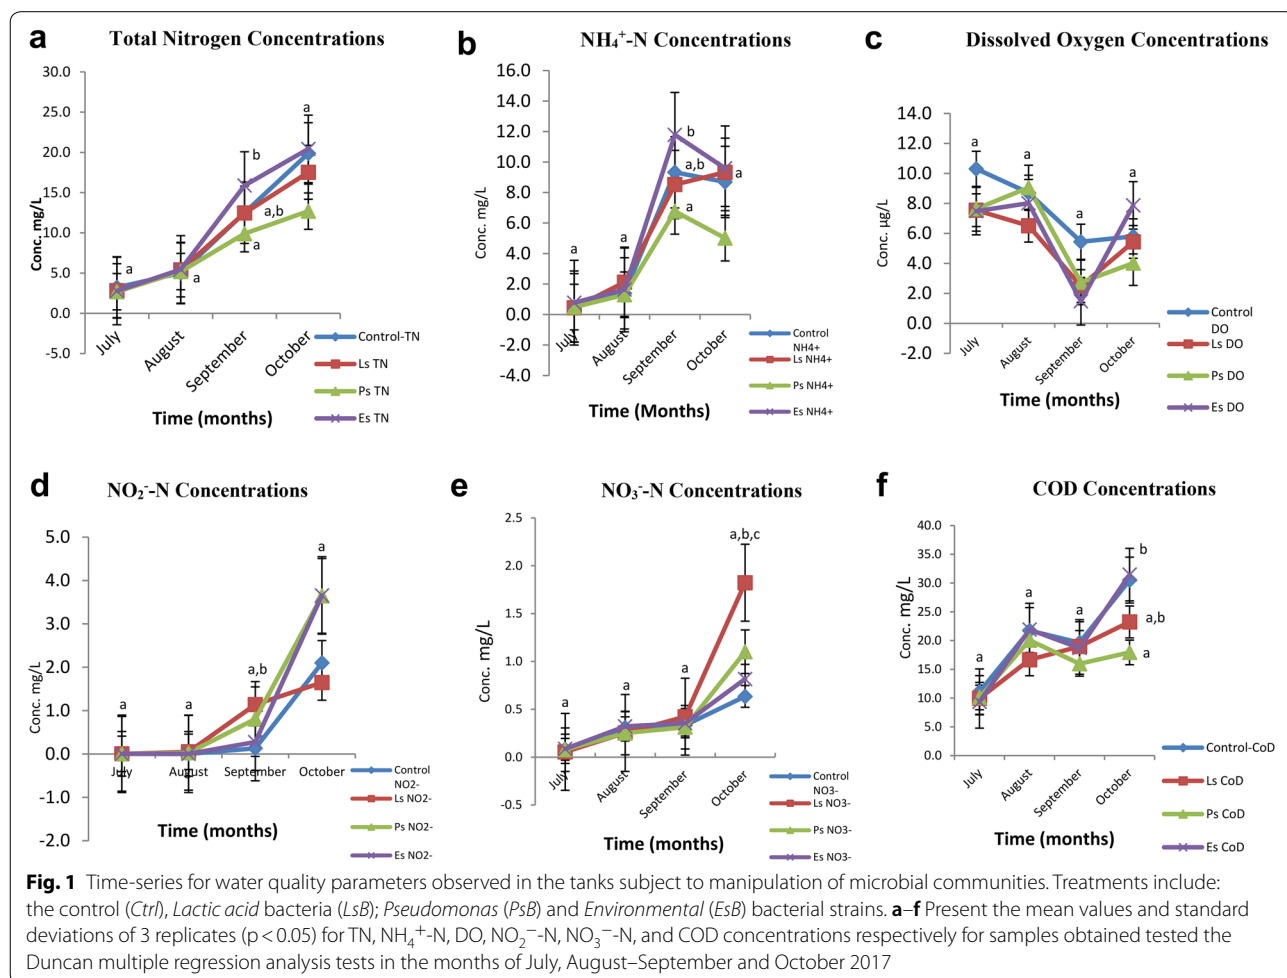 a Total Nitrogen Concentrations
30.0
25.0
20.0
15.0
10.0
5.0
0.0
-5.0
Conc. mg/L
a
a
b
a,b
a
a
July
August
September
October
Time (months)
Control-TN
Ls TN
Ps TN
Es TN
b NH₄⁺-N Concentrations
16.0
14.0
12.0
10.0
8.0
6.0
4.0
2.0
0.0
-2.0
-4.0
Conc. mg/L
a
a
b
a,b
a
a
July
August
September
October
Time (Months)
Control
NH4+
Ls NH4+
Ps NH4+
Es NH4+
c Dissolved Oxygen Concentrations
14.0
12.0
10.0
8.0
6.0
4.0
2.0
0.0
-2.0
Conc. µg/L
a
a
a
a
July
August
September
October
Time (months)
Control
DO
Ls DO
Ps DO
Es DO
d NO₂⁻-N Concentrations
5.0
4.0
3.0
2.0
1.0
0.0
-1.0
-2.0
Conc. mg/L
a
a
a,b
a
July
August
September
October
Time (months)
Control
NO2-
Ls NO2-
Ps NO2-
Es NO2-
e NO₃⁻-N Concentrations
2.5
2.0
1.5
1.0
0.5
0.0
-0.5
Conc. mg/L
a
a
a
a,b,c
July
August
September
October
Time (months)
Control
NO3-
Ls NO3-
Ps NO3-
Es NO3-
f COD Concentrations
40.0
35.0
30.0
25.0
20.0
15.0
10.0
5.0
0.0
Conc. mg/L
a
a
a
b
a,b
a
July
August
September
October
Time (months)
Control-CoD
Ls CoD
Ps CoD
Es CoD
Fig. 1 Time-series for water quality parameters observed in the tanks subject to manipulation of microbial communities. Treatments include:
the control (Ctrl), Lactic acid bacteria (LsB); Pseudomonas (PsB) and Environmental (EsB) bacterial strains. a–f Present the mean values and standard
deviations of 3 replicates (p < 0.05) for TN, NH₄⁺-N, DO, NO₂⁻-N, NO₃⁻-N, and COD concentrations respectively for samples obtained tested the
Duncan multiple regression analysis tests in the months of July, August–September and October 2017